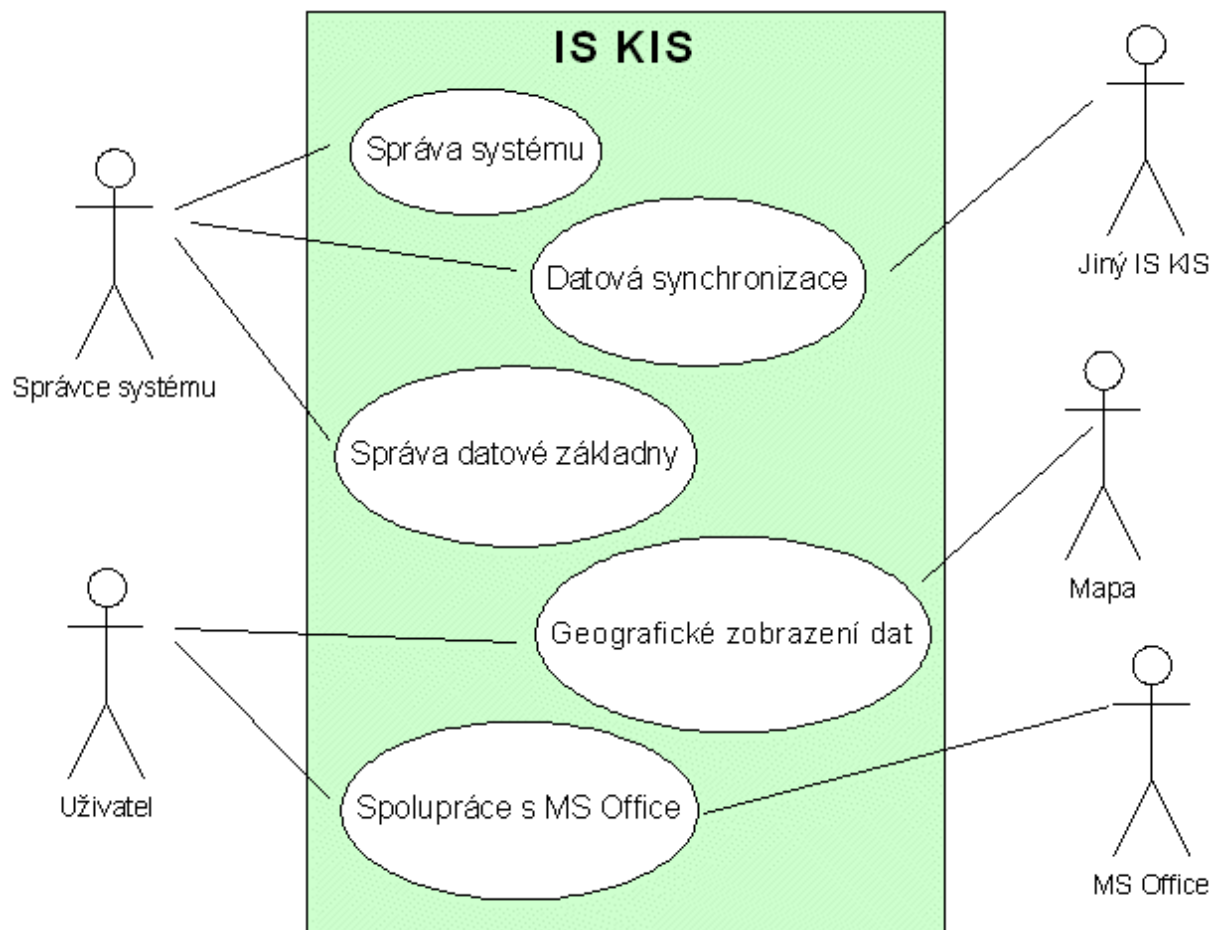 IS KIS
Správa systému
Datová synchronizace
Jiný IS KIS
Správce systému
Správa datové základny
Mapa
Geografické zobrazení dat
Uživatel
Spolupráce s MS Office
MS Office